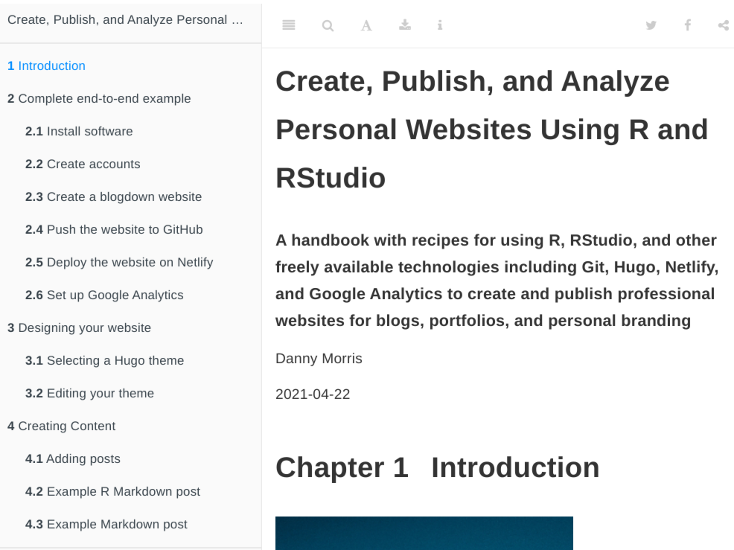 Create, Publish, and Analyze Personal ...
1 Introduction
2 Complete end-to-end example
2.1 Install software
2.2 Create accounts
2.3 Create a blogdown website
2.4 Push the website to GitHub
2.5 Deploy the website on Netlify
2.6 Set up Google Analytics
3 Designing your website
3.1 Selecting a Hugo theme
3.2 Editing your theme
4 Creating Content
4.1 Adding posts
4.2 Example R Markdown post
4.3 Example Markdown post
A
i
Create, Publish, and Analyze
Personal Websites Using R and
RStudio
A handbook with recipes for using R, RStudio, and other
freely available technologies including Git, Hugo, Netlify,
and Google Analytics to create and publish professional
websites for blogs, portfolios, and personal branding
Danny Morris
2021-04-22
Chapter 1 Introduction